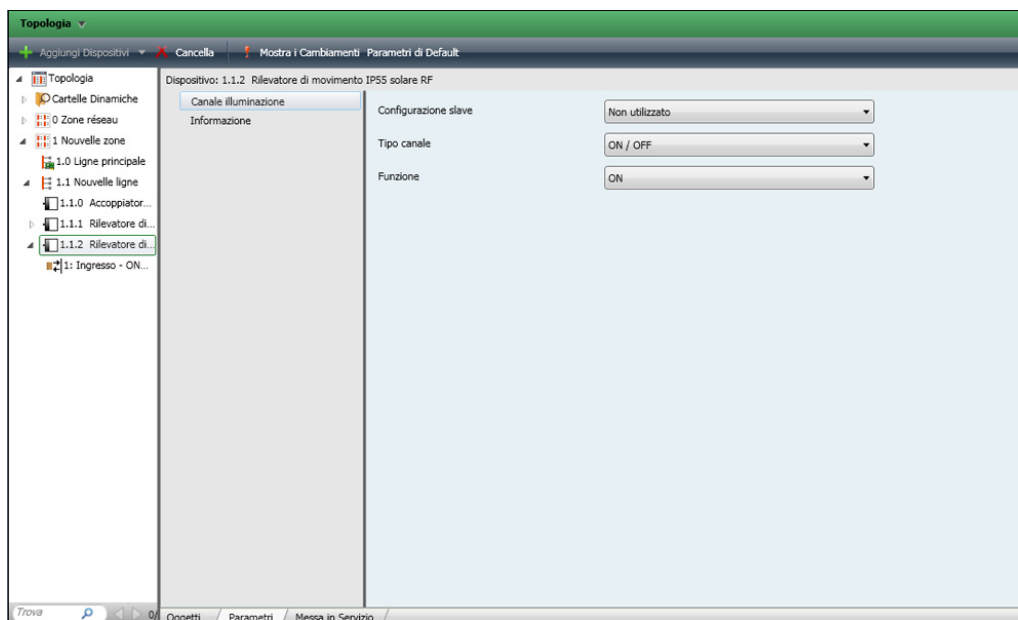 Topologia
Aggiungi Dispositivi Cancella Mostra i Cambiamenti Parametri di Default
Topologia
Cartelle Dinamiche
0 Zone réseau
1 Nouvelle zone
1.0 Ligne principale
1.1 Nouvelle ligne
1.1.0 Accoppiator...
1.1.1 Rilevatore di...
1.1.2 Rilevatore di...
1: Ingresso - ON...
Trova
0/
Dispositivo: 1.1.2 Rilevatore di movimento IP55 solare RF
Canale illuminazione
Informazione
Configurazione slave Non utilizzato
Tipo canale ON / OFF
Funzione ON
Oggetti Parametri Messa in Servizio